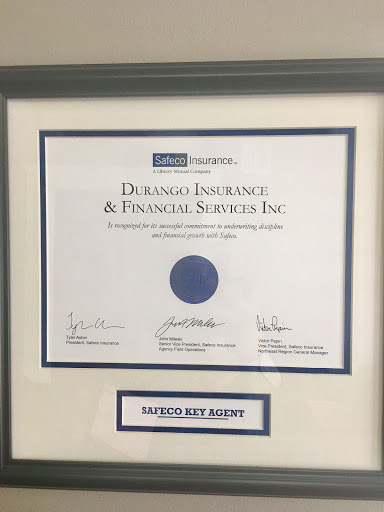 Safeco Insurance™
A Liberty Mutual Company
DURANGO INSURANCE
& FINANCIAL SERVICES INC
Is recognized for its successful commitment to underwriting discipline
and financial growth with Safeco.
Tyler Asher
President, Safeco Insurance
John Mileski
Senior Vice President, Safeco Insurance
Agency Field Operations
Victor Pepin
Vice President, Safeco Insurance
Northeast Region General Manager
SAFECO KEY AGENT